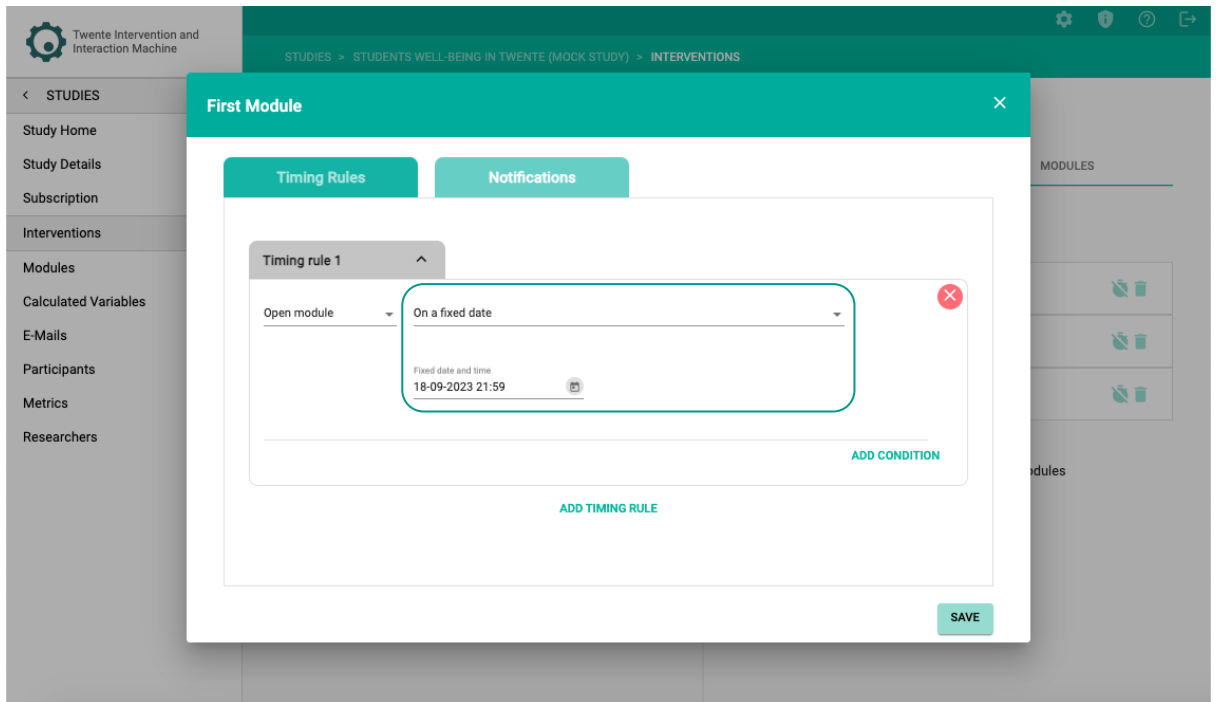 Twente Intervention and
Interaction Machine
STUDIES > STUDENTS WELL-BEING IN TWENTE (MOCK STUDY) > INTERVENTIONS
< STUDIES
Study Home
Study Details
Subscription
Interventions
Modules
Calculated Variables
E-Mails
Participants
Metrics
Researchers
First Module
Timing Rules
Notifications
MODULES
Timing rule 1
Open module
On a fixed date
Fixed date and time
18-09-2023 21:59
ADD CONDITION
ADD TIMING RULE
SAVE
odules